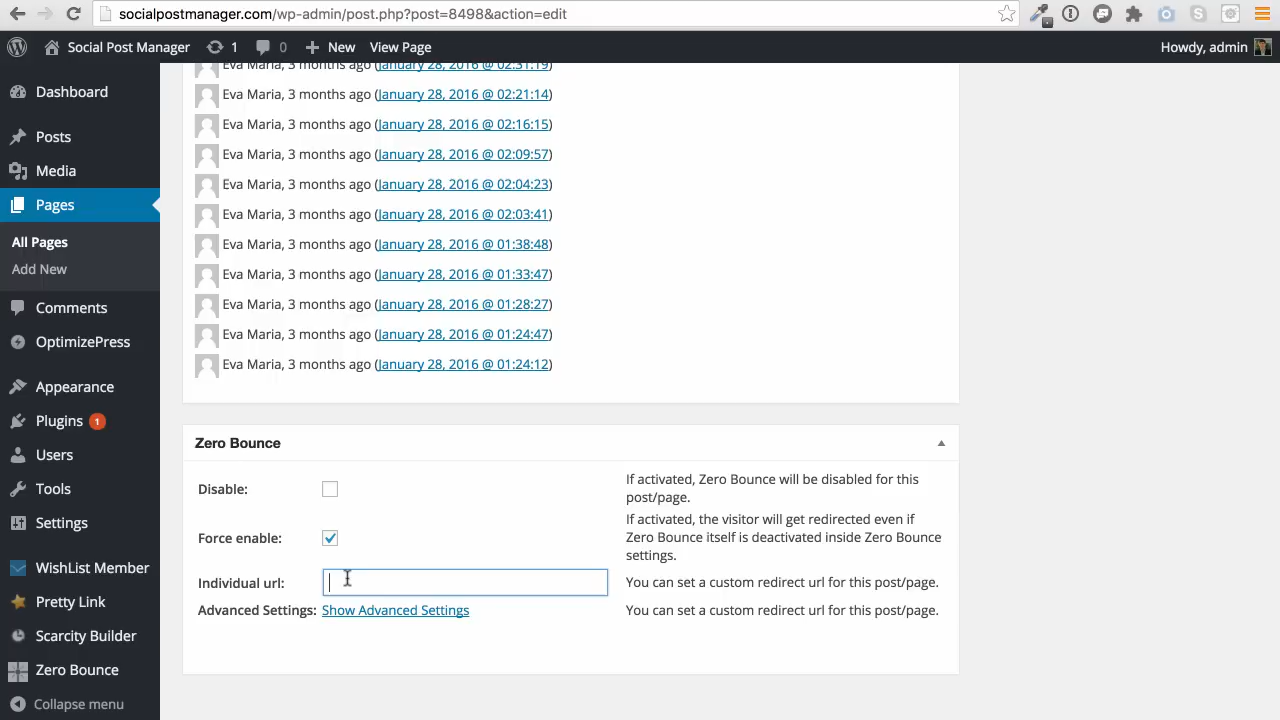 socialpostmanager.com/wp-admin/post.php?post=8498&action=edit
Social Post Manager 1 0 New View Page Howdy, admin
Dashboard
Posts
Media
Pages
All Pages
Add New
Comments
OptimizePress
Appearance
Plugins 1
Users
Tools
Settings
WishList Member
Pretty Link
Scarcity Builder
Zero Bounce
Collapse menu
Eva Maria, 3 months ago (January 28, 2016 @ 02:31:19)
Eva Maria, 3 months ago (January 28, 2016 @ 02:21:14)
Eva Maria, 3 months ago (January 28, 2016 @ 02:16:15)
Eva Maria, 3 months ago (January 28, 2016 @ 02:09:57)
Eva Maria, 3 months ago (January 28, 2016 @ 02:04:23)
Eva Maria, 3 months ago (January 28, 2016 @ 02:03:41)
Eva Maria, 3 months ago (January 28, 2016 @ 01:38:48)
Eva Maria, 3 months ago (January 28, 2016 @ 01:33:47)
Eva Maria, 3 months ago (January 28, 2016 @ 01:28:27)
Eva Maria, 3 months ago (January 28, 2016 @ 01:24:47)
Eva Maria, 3 months ago (January 28, 2016 @ 01:24:12)
Zero Bounce
Disable:
If activated, Zero Bounce will be disabled for this
post/page.
Force enable:
If activated, the visitor will get redirected even if
Zero Bounce itself is deactivated inside Zero Bounce
settings.
Individual url:
You can set a custom redirect url for this post/page.
Advanced Settings: Show Advanced Settings
You can set a custom redirect url for this post/page.